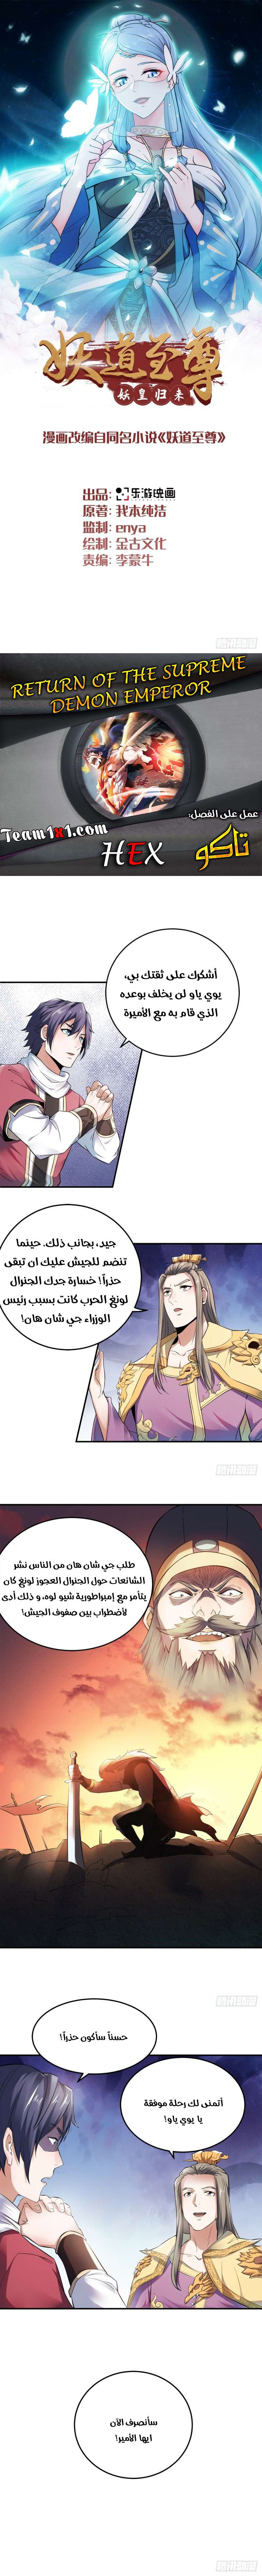 妖道至尊
妖皇归来
漫画改编自同名小说《妖道至尊》
出品: 乐游映画
原著: 我本纯洁
监制: enya
绘制: 金古文化
责编: 李蒙牛
RETURN OF THE SUPREME
DEMON EMPEROR
عمل على الفصل:
Team1x1.com
HEX
تاكو
أشكرك على ثقتك بي،
يوي ياو لن يخلف بوعده
الذي قام به مع الأميرة
جيد، بجانب ذلك. حينما
تنضم للجيش عليك ان تبقى
حذراً! خسارة جدك الجنرال
لونغ الحرب كانت بسبب رئيس
الوزراء جي شان هان!
طلب جي شان هان من الناس نشر
الشائعات حول الجنرال العجوز لونغ كان
يتآمر مع إمبراطورية شيو لوه، و ذلك أدى
لأضطراب بين صفوف الجيش!
حسناً سأكون حذراً!
أتمنى لك رحلة موفقة
يا يوي ياو!
سأنصرف الآن
ايها الأمير!